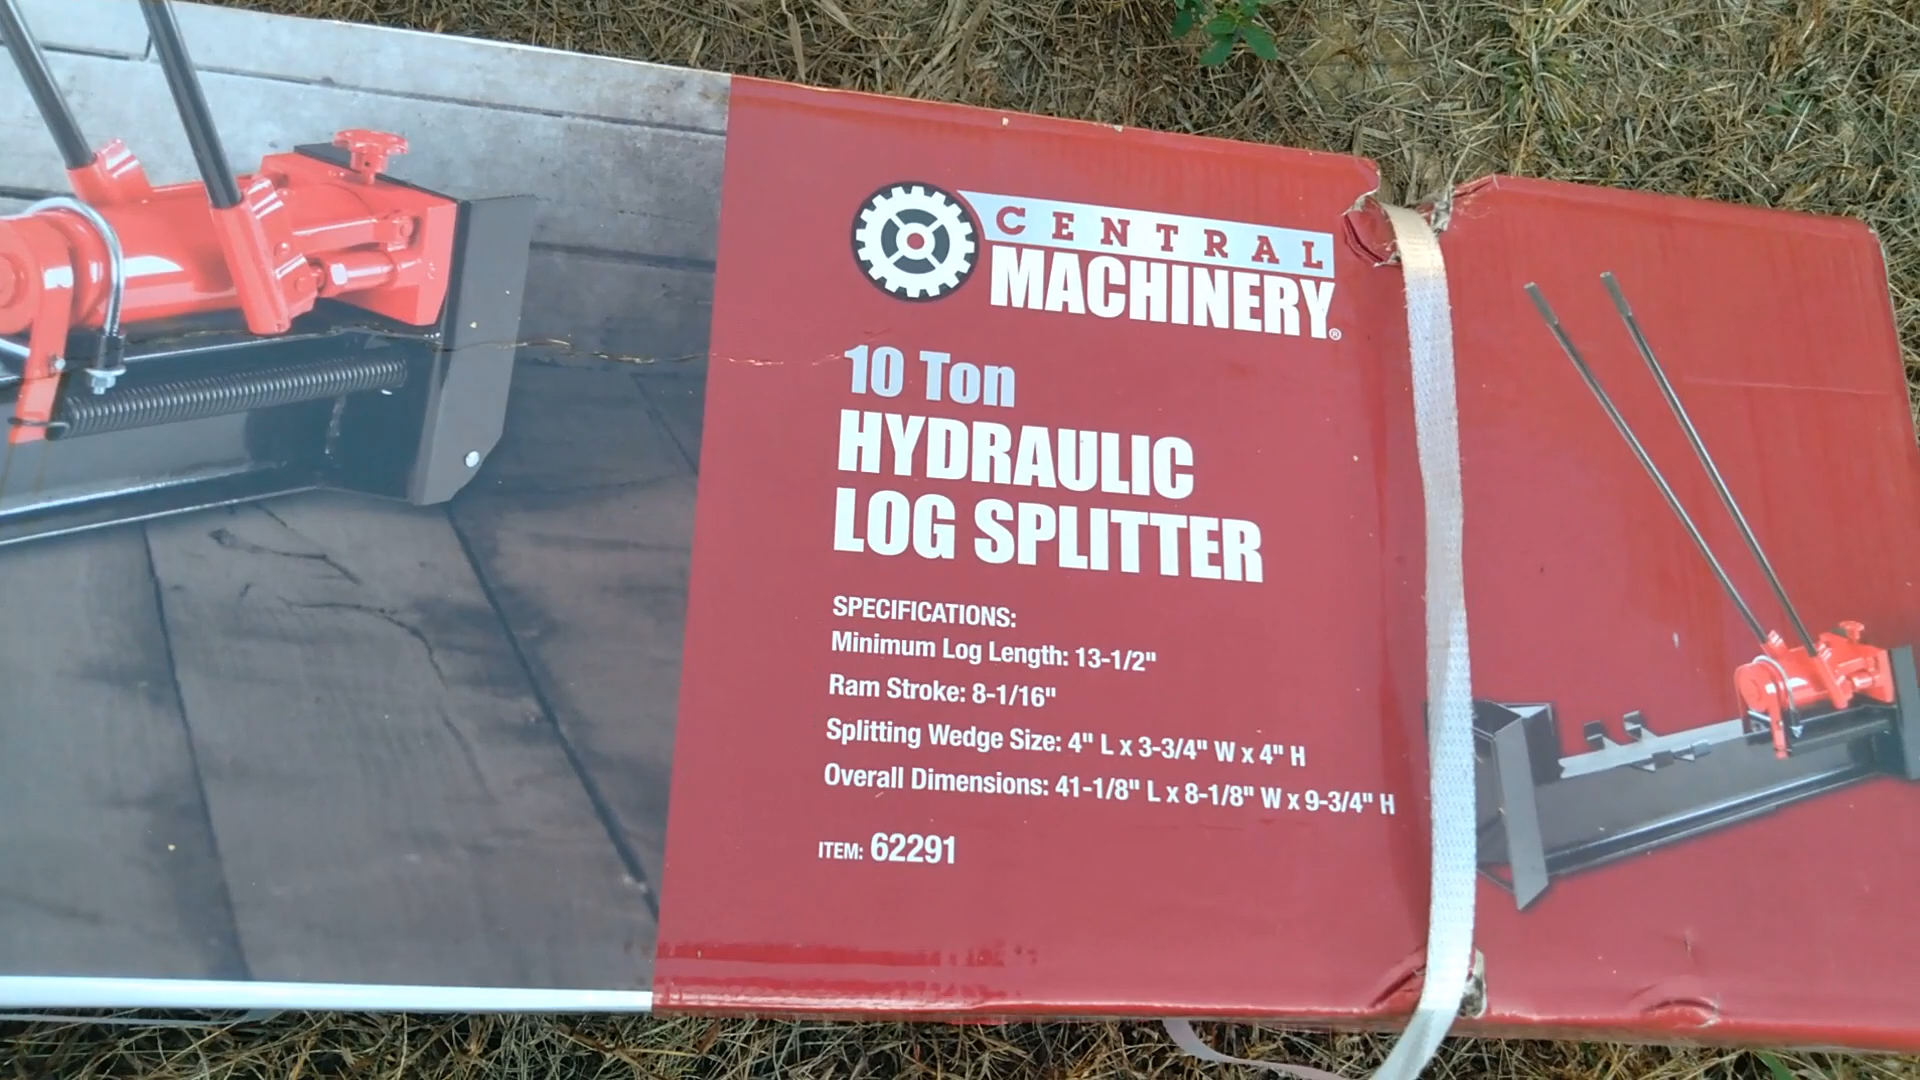 CENTRAL
MACHINERY®
10 Ton
HYDRAULIC
LOG SPLITTER
SPECIFICATIONS:
Minimum Log Length: 13-1/2"
Ram Stroke: 8-1/16"
Splitting Wedge Size: 4" L x 3-3/4" W x 4" H
Overall Dimensions: 41-1/8" L x 8-1/8" W x 9-3/4" H
ITEM: 62291